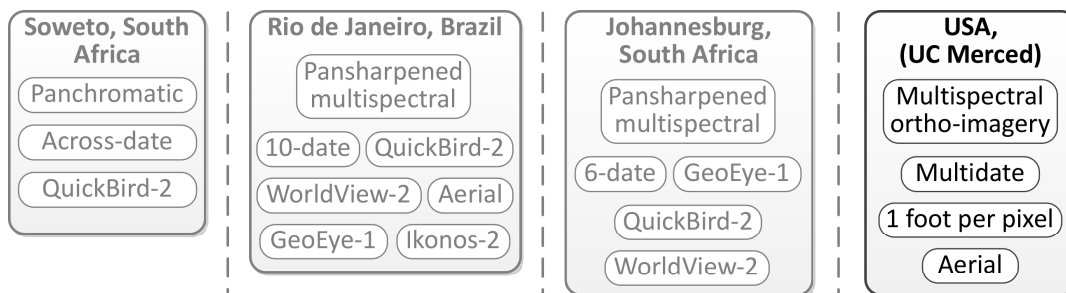 Soweto, South
Africa
Panchromatic
Across-date
QuickBird-2
Rio de Janeiro, Brazil
Pansharpened
multispectral
10-date
QuickBird-2
WorldView-2
Aerial
GeoEye-1
Ikonos-2
Johannesburg,
South Africa
Pansharpened
multispectral
6-date
GeoEye-1
QuickBird-2
WorldView-2
USA,
(UC Merced)
Multispectral
ortho-imagery
Multidate
1 foot per pixel
Aerial